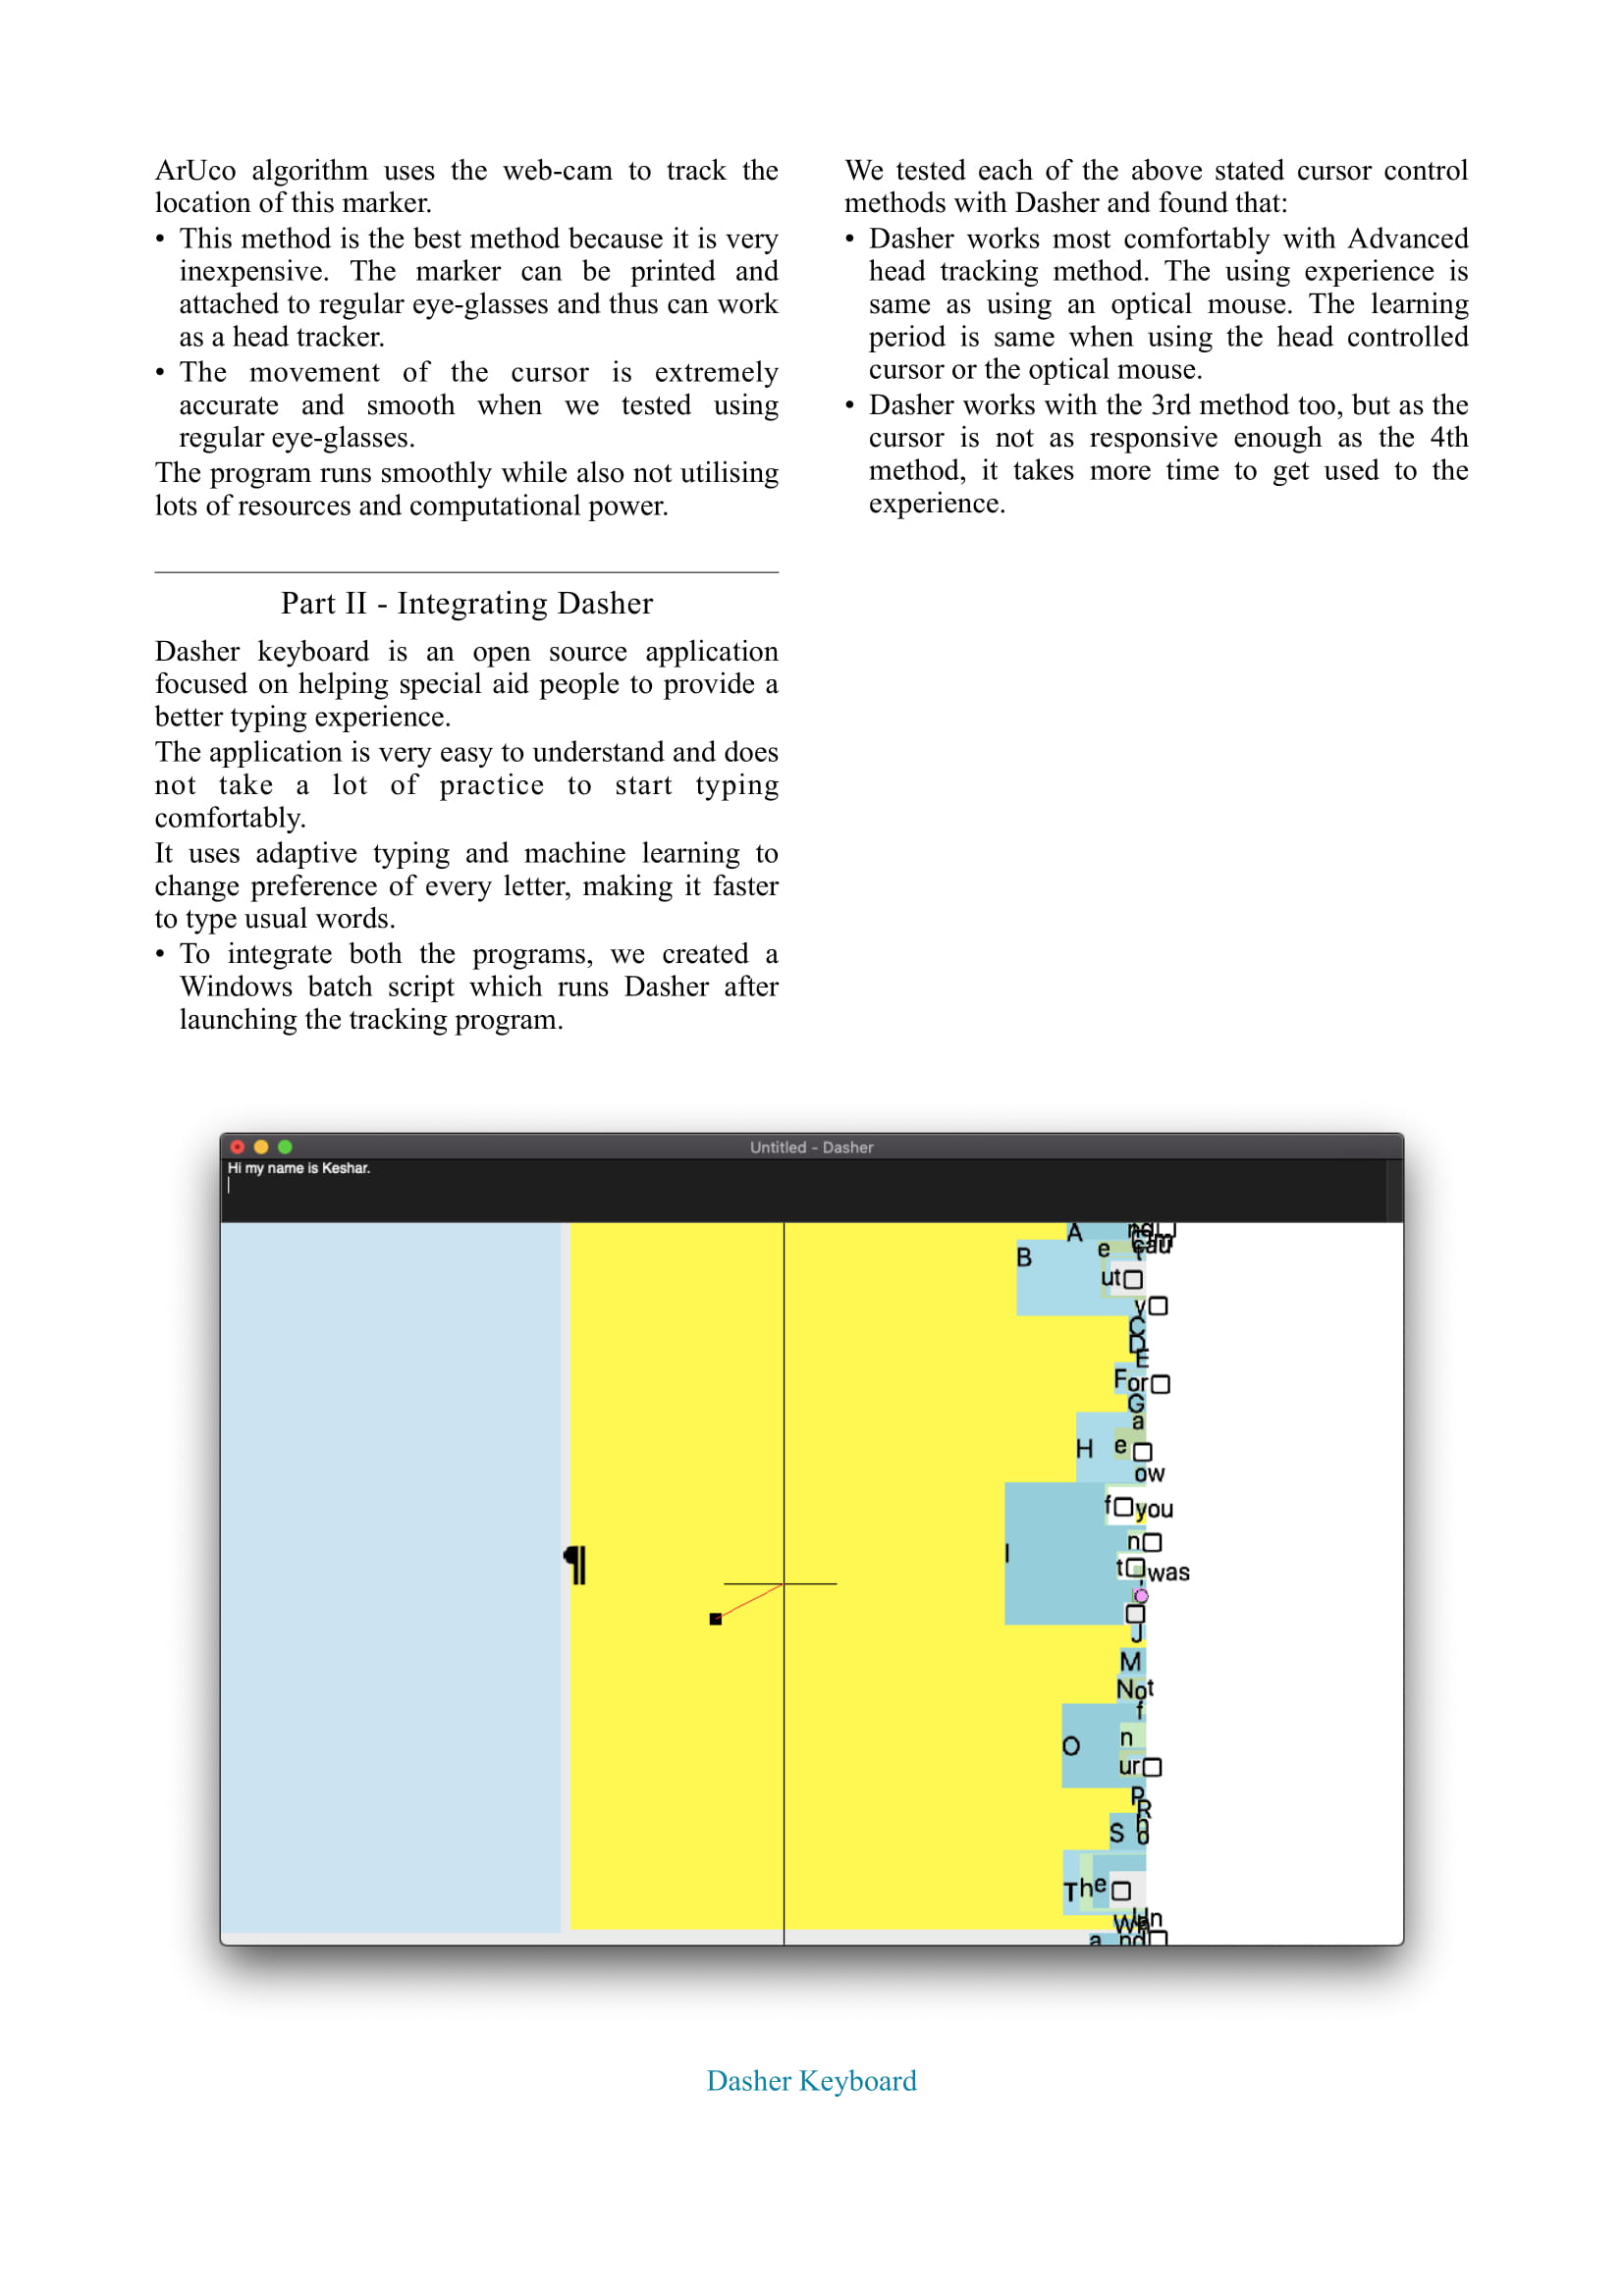 ArUco algorithm uses the web-cam to track the
location of this marker.
• This method is the best method because it is very
inexpensive. The marker can be printed and
attached to regular eye-glasses and thus can work
as a head tracker.
• The movement of the cursor is extremely
accurate and smooth when we tested using
regular eye-glasses.
The program runs smoothly while also not utilising
lots of resources and computational power.
Part II - Integrating Dasher
Dasher keyboard is an open source application
focused on helping special aid people to provide a
better typing experience.
The application is very easy to understand and does
not take a lot of practice to start typing
comfortably.
It uses adaptive typing and machine learning to
change preference of every letter, making it faster
to type usual words.
• To integrate both the programs, we created a
Windows batch script which runs Dasher after
launching the tracking program.
We tested each of the above stated cursor control
methods with Dasher and found that:
• Dasher works most comfortably with Advanced
head tracking method. The using experience is
same as using an optical mouse. The learning
period is same when using the head controlled
cursor or the optical mouse.
• Dasher works with the 3rd method too, but as the
cursor is not as responsive enough as the 4th
method, it takes more time to get used to the
experience.
Untitled - Dasher
Hi my name is Keshar.
A
B e
ut
y
C
D
E
For
G
a
H e
ow
f you
I n
t was
J
M
Not
f
O n
ur
P
R
S h
o
The
a nd
¶
Dasher Keyboard